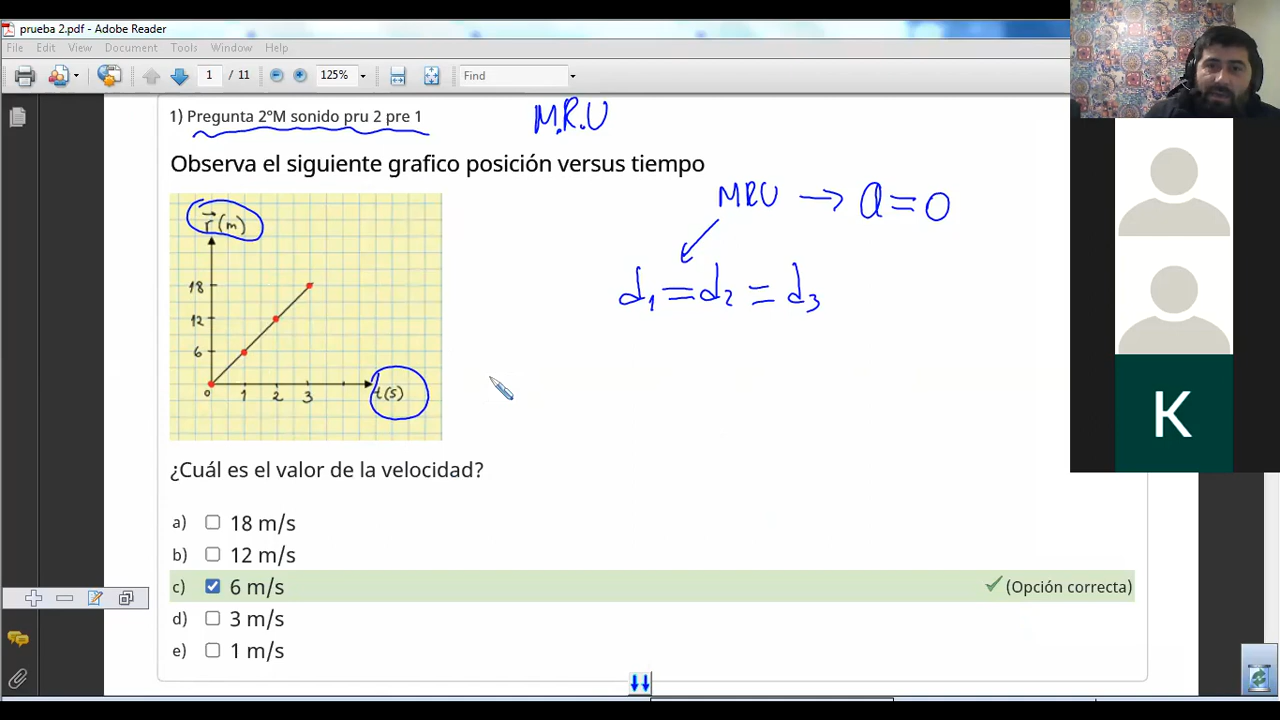 prueba 2.pdf - Adobe Reader
File Edit View Document Tools Window Help
1 / 11 125% Find
1) Pregunta 2°M sonido pru 2 pre 1
M.R.U
Observa el siguiente grafico posición versus tiempo
MRU → a = 0
d1 = d2 = d3
r (m)
18
12
6
0 1 2 3 t(s)
¿Cuál es el valor de la velocidad?
a) 18 m/s
b) 12 m/s
c) 6 m/s (Opción correcta)
d) 3 m/s
e) 1 m/s
K